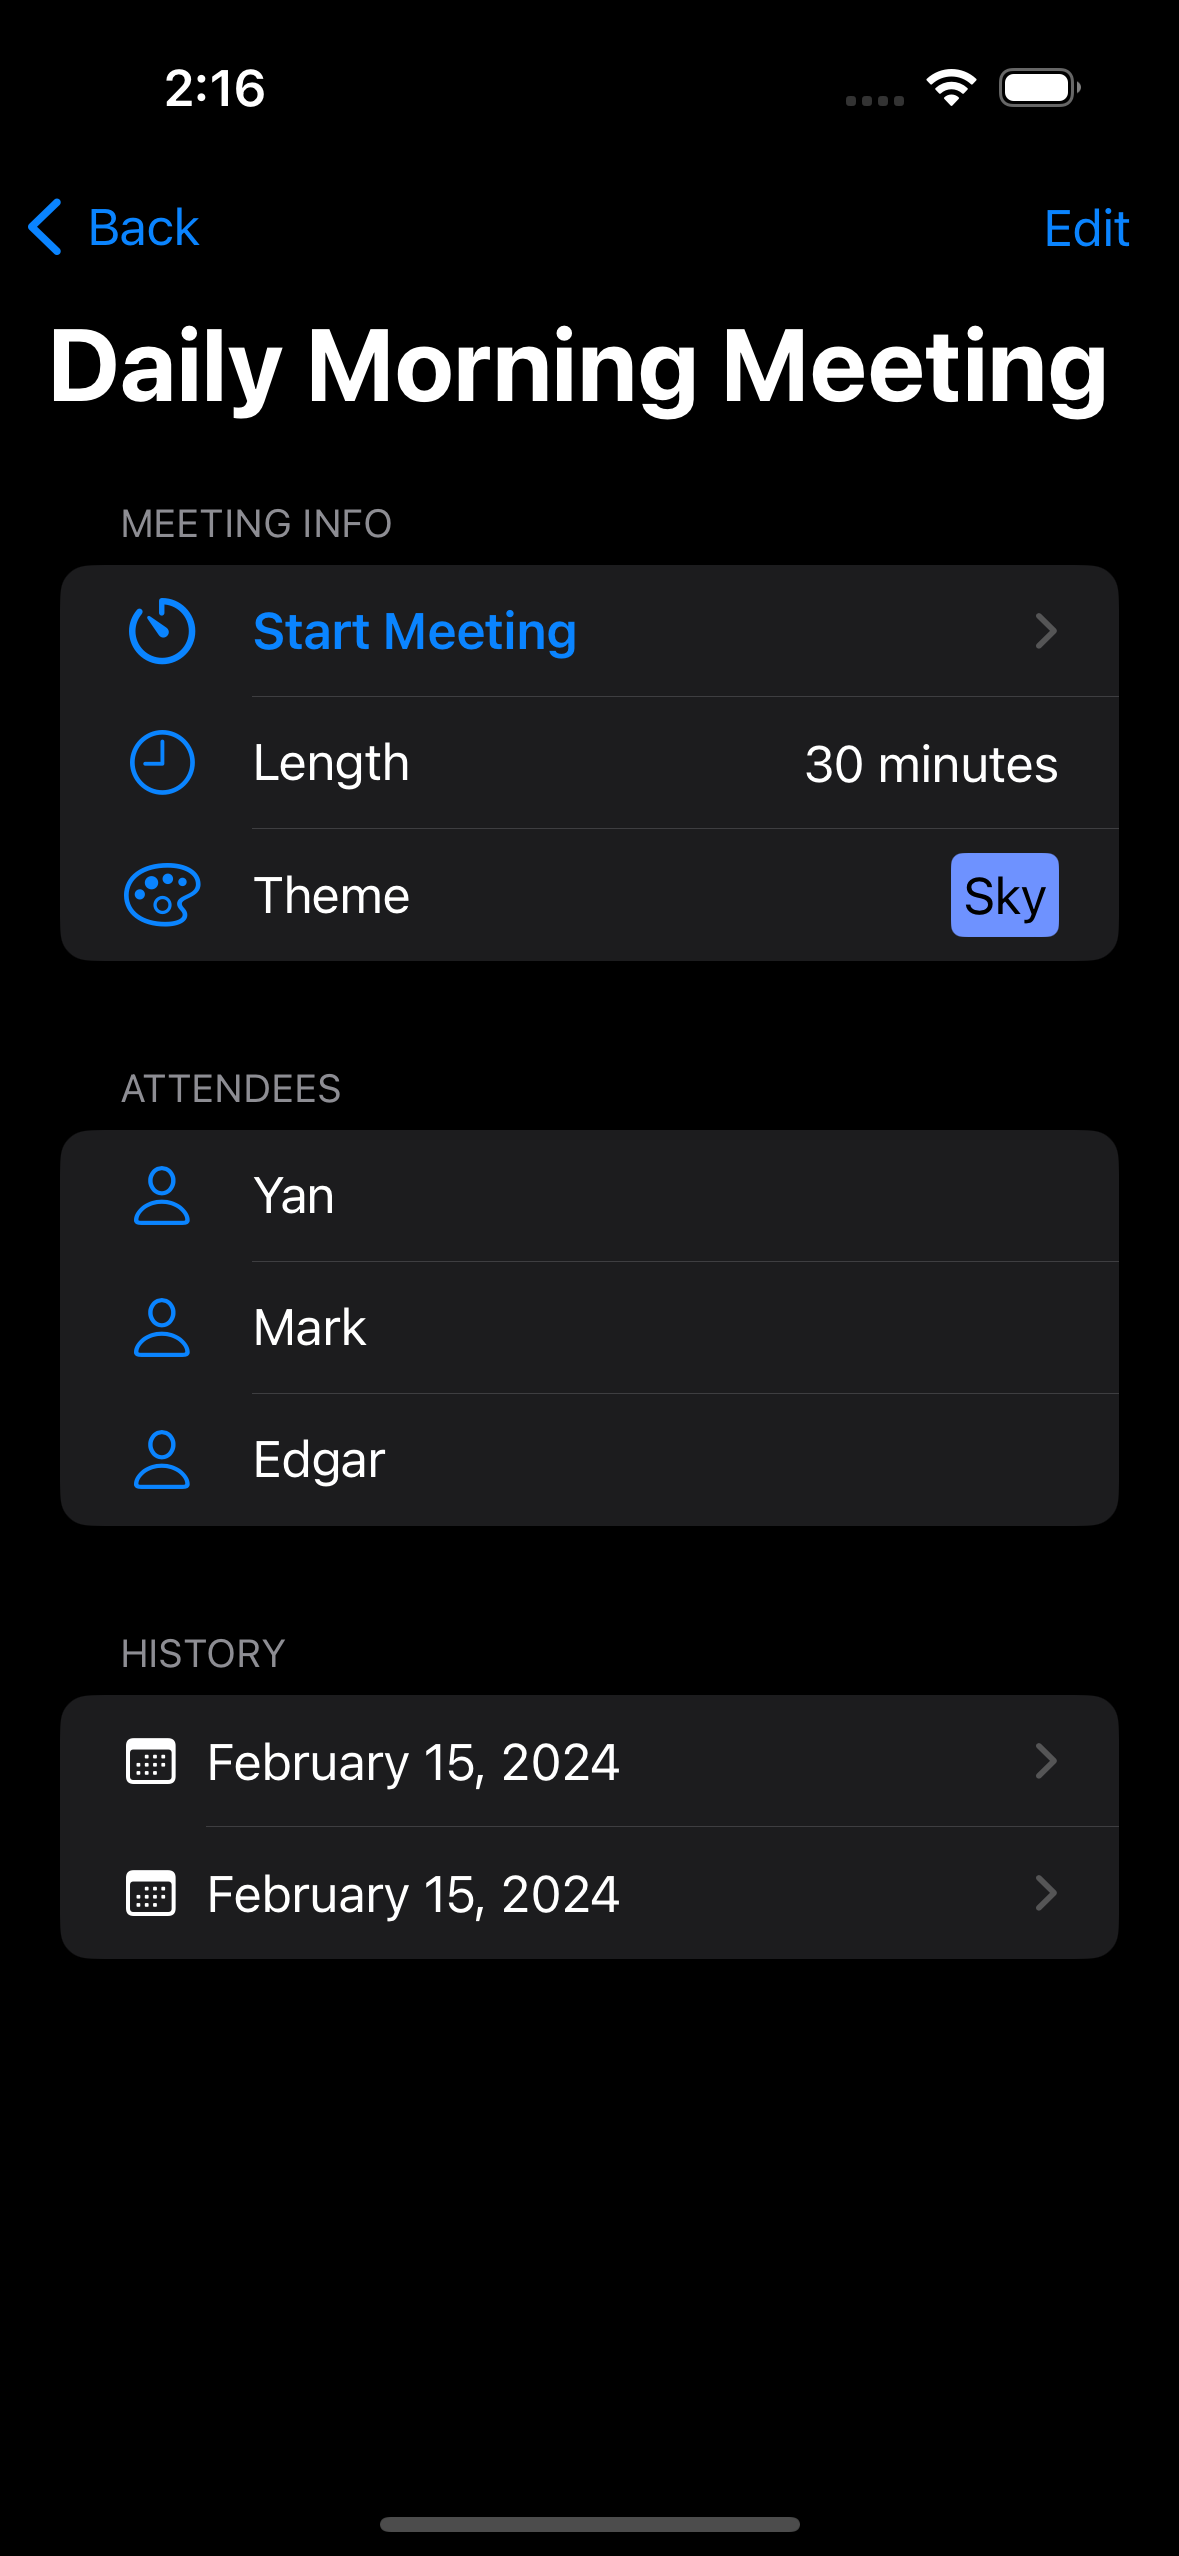 2:16
Back
Edit
Daily Morning Meeting
MEETING INFO
Start Meeting
Length
30 minutes
Theme
Sky
ATTENDEES
Yan
Mark
Edgar
HISTORY
February 15, 2024
February 15, 2024